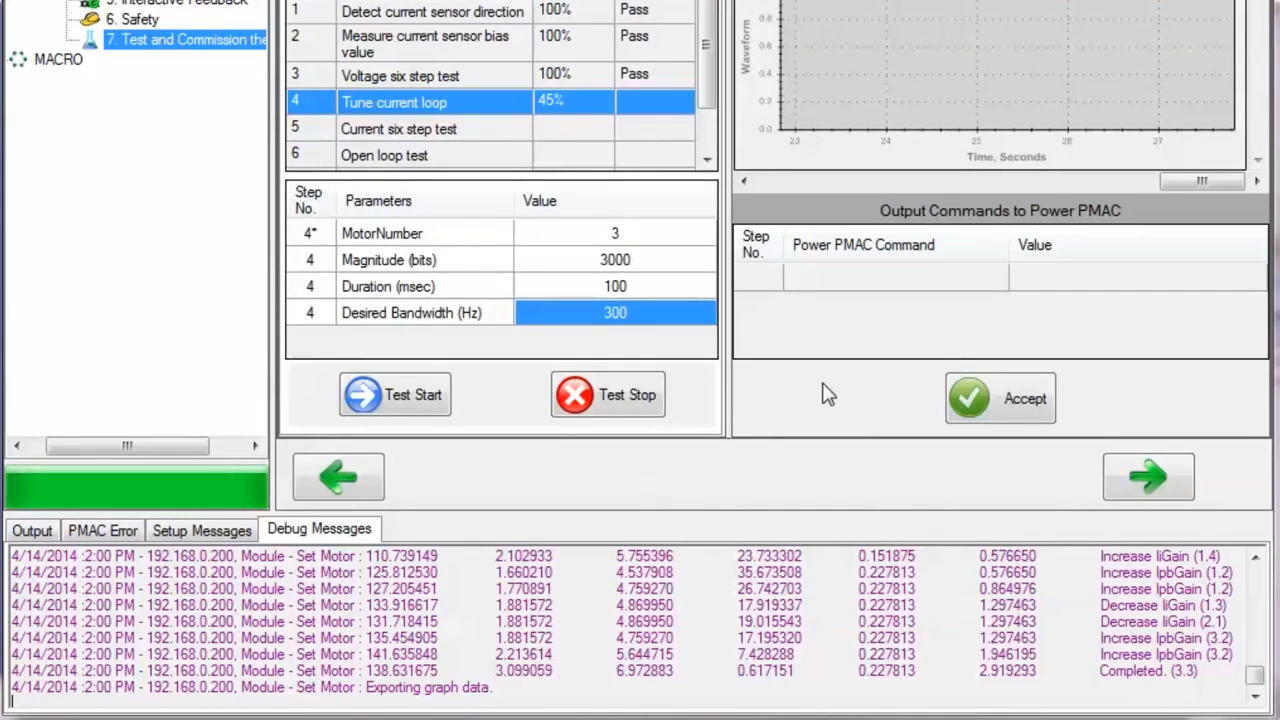 5. Interactive Feedback
6. Safety
7. Test and Commission the
MACRO
1 Detect current sensor direction 100% Pass
2 Measure current sensor bias value 100% Pass
3 Voltage six step test 100% Pass
4 Tune current loop 45%
5 Current six step test
6 Open loop test
Step No. Parameters Value
4* MotorNumber 3
4 Magnitude (bits) 3000
4 Duration (msec) 100
4 Desired Bandwidth (Hz) 300
Test Start Test Stop
Waveform
0.8
0.6
0.4
0.2
0.0
23 24 25 26 27
Time, Seconds
Output Commands to Power PMAC
Step No. Power PMAC Command Value
Accept
Output PMAC Error Setup Messages Debug Messages
4/14/2014 :2:00 PM - 192.168.0.200, Module - Set Motor : 110.739149 2.102933 5.755396 23.733302 0.151875 0.576650 Increase IiGain (1.4)
4/14/2014 :2:00 PM - 192.168.0.200, Module - Set Motor : 125.812530 1.660210 4.537908 35.673508 0.227813 0.576650 Increase IpbGain (1.2)
4/14/2014 :2:00 PM - 192.168.0.200, Module - Set Motor : 127.205451 1.770891 4.759270 26.742703 0.227813 0.864976 Increase IpbGain (1.2)
4/14/2014 :2:00 PM - 192.168.0.200, Module - Set Motor : 133.916617 1.881572 4.869950 17.919337 0.227813 1.297463 Decrease IiGain (1.3)
4/14/2014 :2:00 PM - 192.168.0.200, Module - Set Motor : 131.718415 1.881572 4.869950 19.015543 0.227813 1.297463 Decrease IiGain (2.1)
4/14/2014 :2:00 PM - 192.168.0.200, Module - Set Motor : 135.454905 1.881572 4.759270 17.195320 0.227813 1.297463 Increase IpbGain (3.2)
4/14/2014 :2:00 PM - 192.168.0.200, Module - Set Motor : 141.635848 2.213614 5.644715 7.428288 0.227813 1.946195 Increase IpbGain (3.2)
4/14/2014 :2:00 PM - 192.168.0.200, Module - Set Motor : 138.631675 3.099059 6.972883 0.617151 0.227813 2.919293 Completed. (3.3)
4/14/2014 :2:00 PM - 192.168.0.200, Module - Set Motor : Exporting graph data.